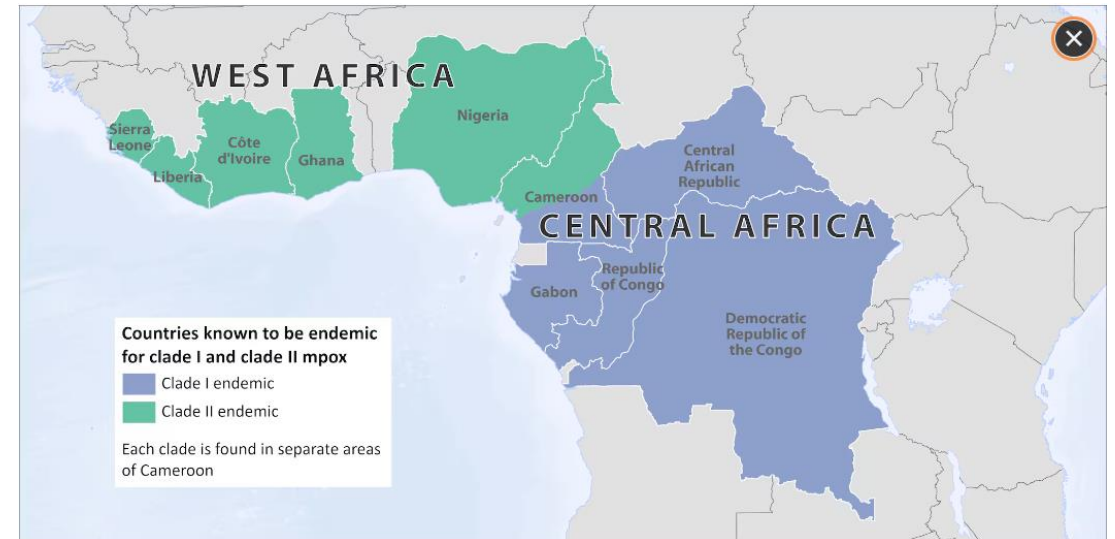 WEST AFRICA
Nigeria
Sierra
Leone
Côte
d'Ivoire
Ghana
Liberia
Central
African
Republic
Cameroon
CENTRAL AFRICA
Republic
of Congo
Gabon
Democratic
Republic of
the Congo
Countries known to be endemic
for clade I and clade II mpox
Clade I endemic
Clade II endemic
Each clade is found in separate areas
of Cameroon